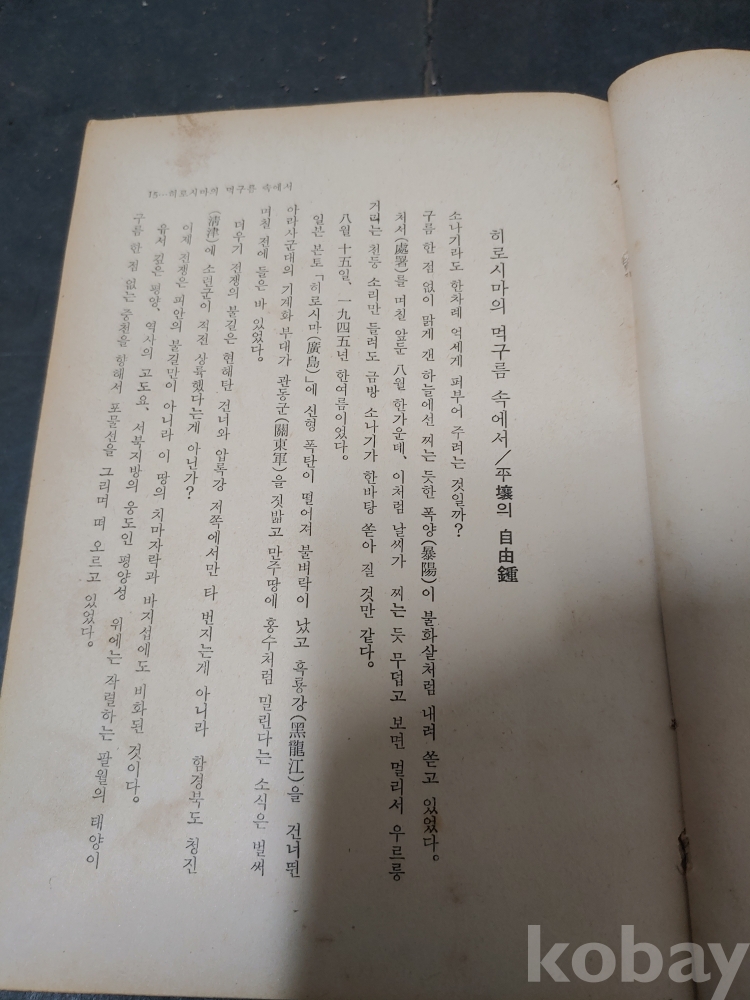 히로시마의 먹구름 속에서/平壤의 自由鍾
소나기라도 한차례 억세게 퍼부어 주려는 것일까?
구름 한 점 없이 맑게 갠 하늘에선 찌는 듯한 폭양(暴陽)이 불화살처럼 내려 쏟고 있었다.
처서(處署)를 며칠 앞둔 八월 한가운데, 이처럼 날씨가 찌는 듯 무덥고 보면 멀리서 우르릉
거리는 천둥 소리만 들려도 금방 소나기가 한바탕 쏟아 질 것만 같다.
八월 十五일, 一九四五년 한여름이었다.
일본 본토「히로시마(廣島)」에 신형 폭탄이 떨어져 불벼락이 났고 흑룡강(黑龍江)을 건너뛴
아라사군대의 기계화 부대가 관동군(關東軍)을 짓밟고 만주땅에 홍수처럼 밀린다는 소식은 벌써
며칠 전에 들은 바 있었다.
더우기 전쟁의 불길은 현해탄 건너와 압록강 저쪽에서만 타 번지는게 아니라 함경북도 청진
(清津)에 소련군이 적전 상륙했다는게 아닌가?
이제 전쟁은 피안의 불길만이 아니라 이 땅의 치마자락과 바지섭에도 비화된 것이다.
유서 깊은 평양, 역사의 고도요, 서북지방의 웅도인 평양성 위에는 작렬하는 팔월의 태양이
구름 한 점 없는 중천을 향해서 포물선을 그리며 떠 오르고 있었다.
15—히로시마의 먹구름 속에서
kobay